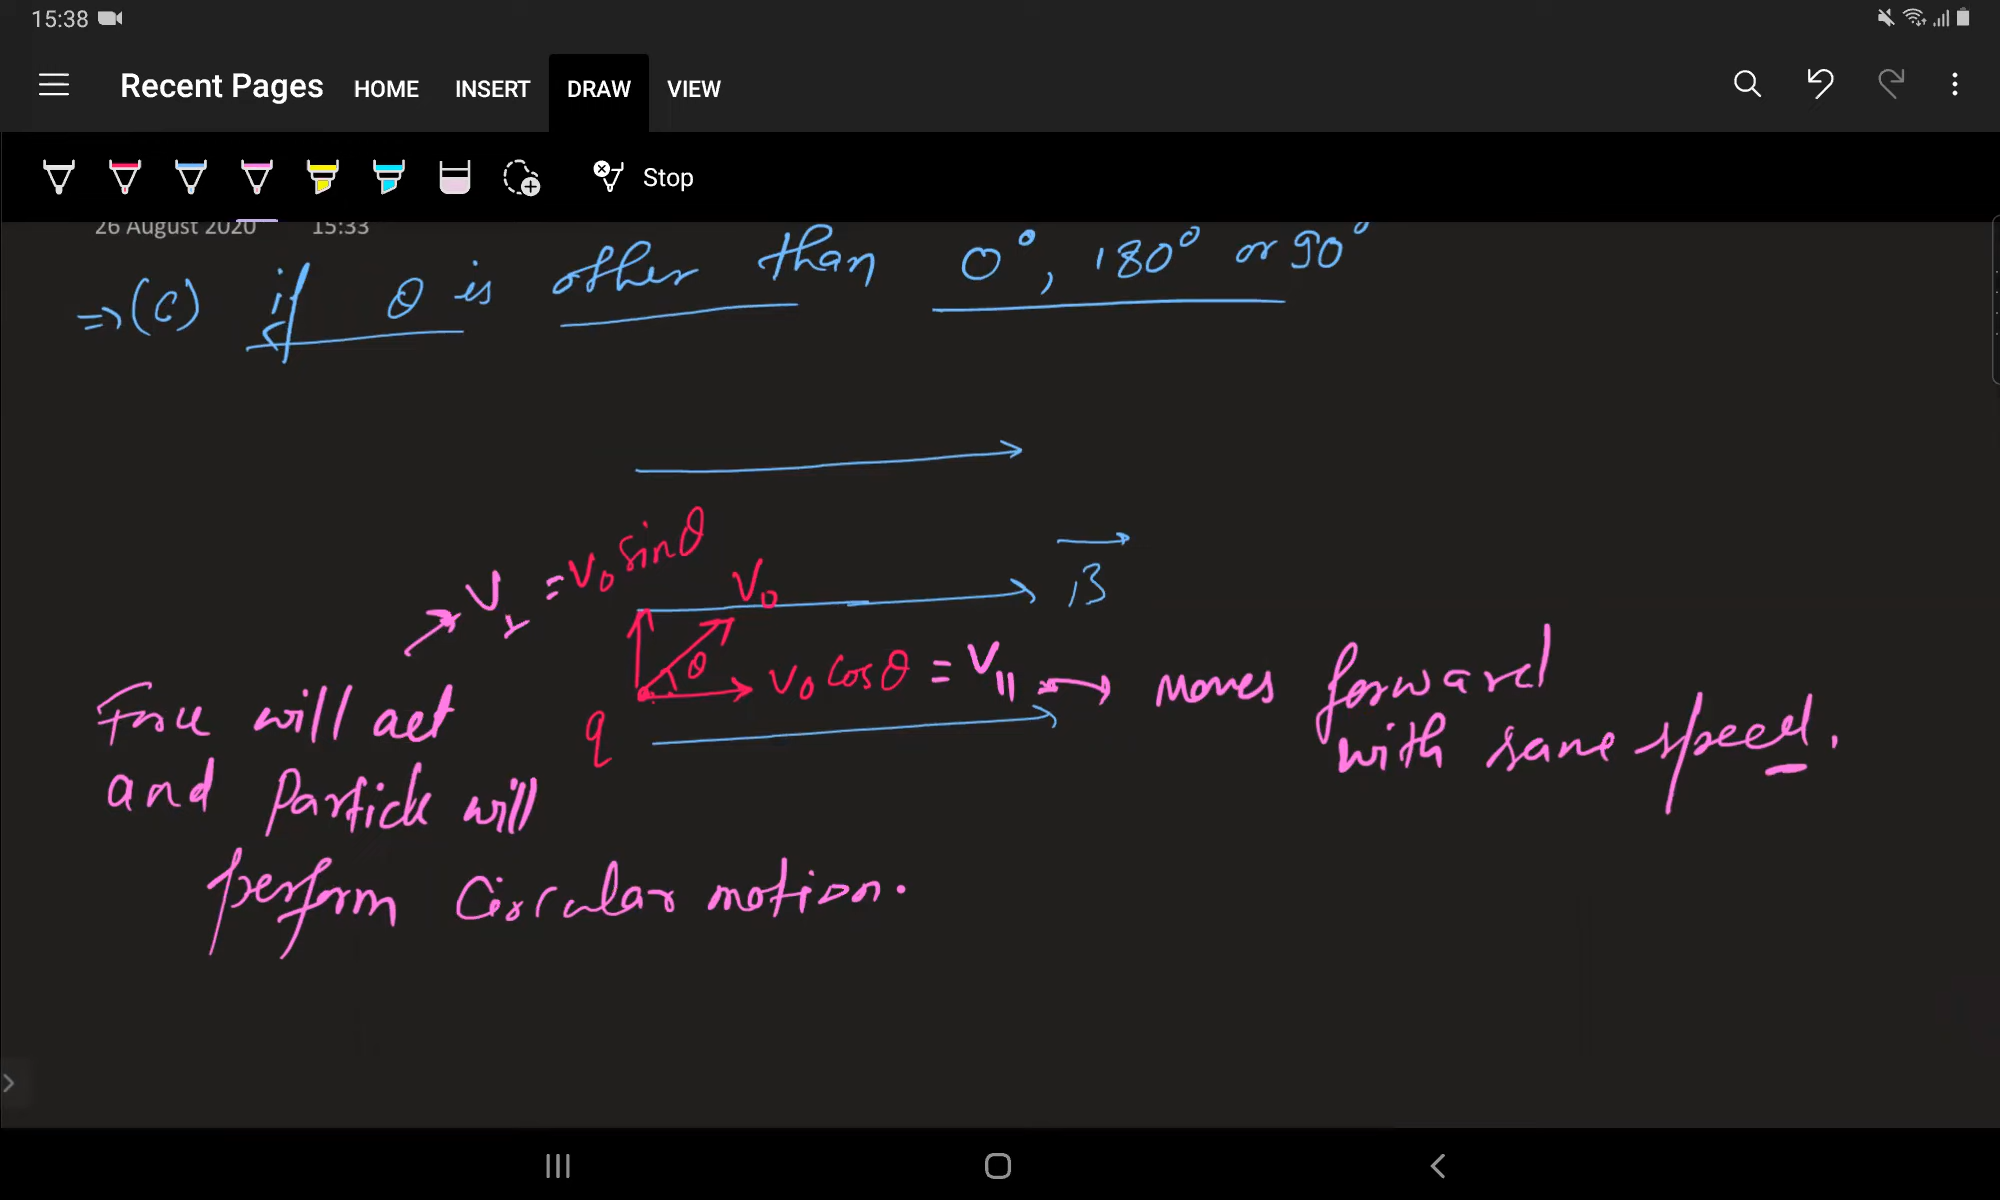 15:38
Recent Pages HOME INSERT DRAW VIEW
Stop
26 August 2020 15:33
⇒ (C) if θ is other than 0°, 180° or 90°
V⊥ = V₀ sinθ
V₀
B
θ
V₀ cosθ = V∥ → moves forward
with same speed.
q
Force will act
and Particle will
perform Circular motion.